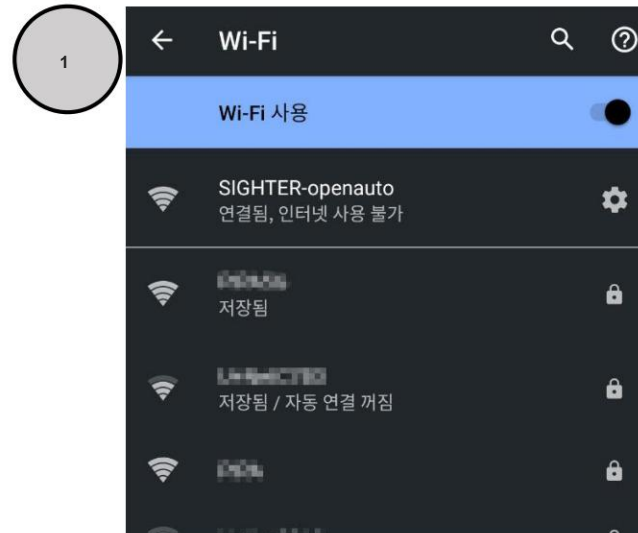 1
Wi-Fi
Wi-Fi 사용
SIGHTER-openauto
연결됨, 인터넷 사용 불가
저장됨
저장됨 / 자동 연결 꺼짐